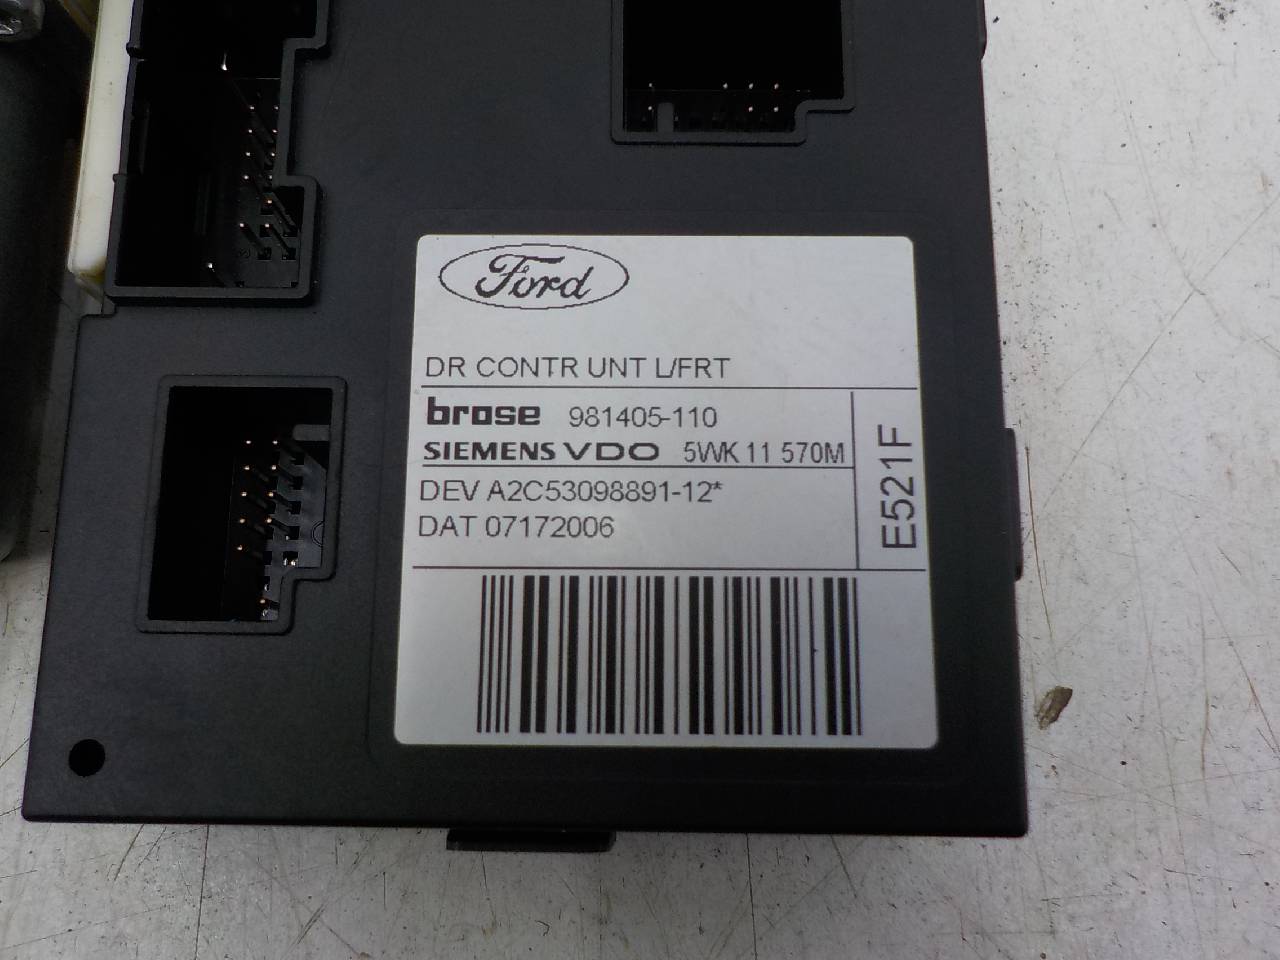 Ford
DR CONTR UNT L/FRT
brose 981405-110
SIEMENS VDO 5WK 11 570M
DEV A2C53098891-12*
DAT 07172006
E521F